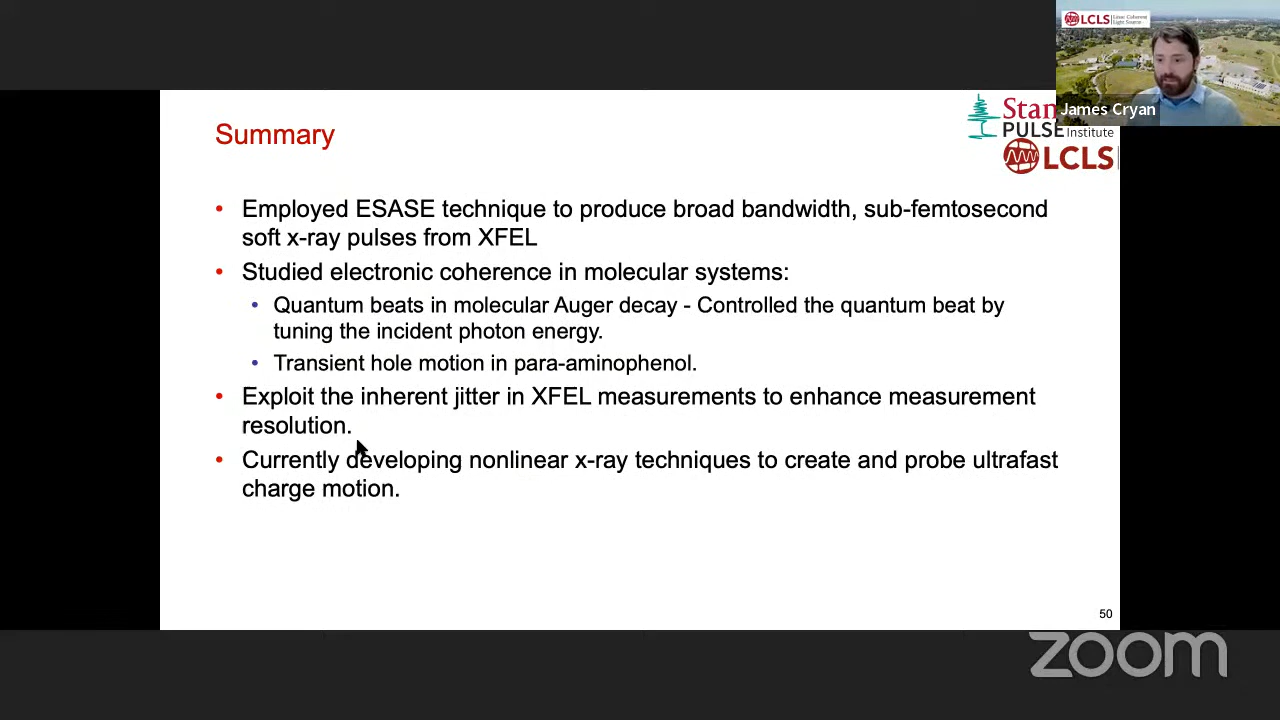 LCLS Linac Coherent
Light Source
James Cryan
Stan
PULSE Institute
LCLS
Summary
• Employed ESASE technique to produce broad bandwidth, sub-femtosecond
soft x-ray pulses from XFEL
• Studied electronic coherence in molecular systems:
• Quantum beats in molecular Auger decay - Controlled the quantum beat by
tuning the incident photon energy.
• Transient hole motion in para-aminophenol.
• Exploit the inherent jitter in XFEL measurements to enhance measurement
resolution.
• Currently developing nonlinear x-ray techniques to create and probe ultrafast
charge motion.
50
zoom